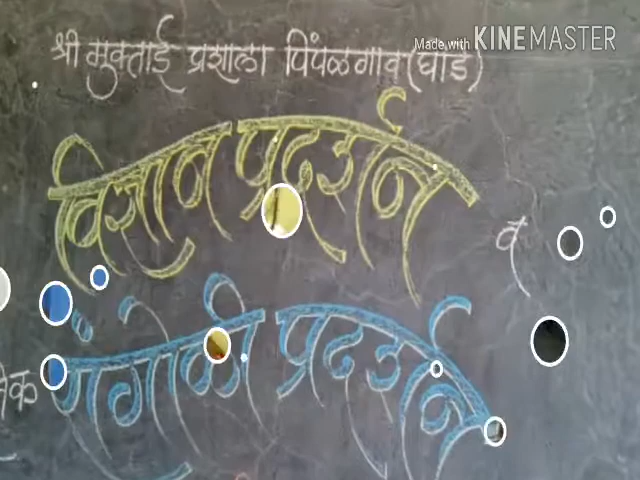 Made with KINEMASTER
श्री मुक्ताई प्रशाला पिंपळगाव(घोडे)
विज्ञान प्रदर्शन
व
रांगोळी प्रदर्शन